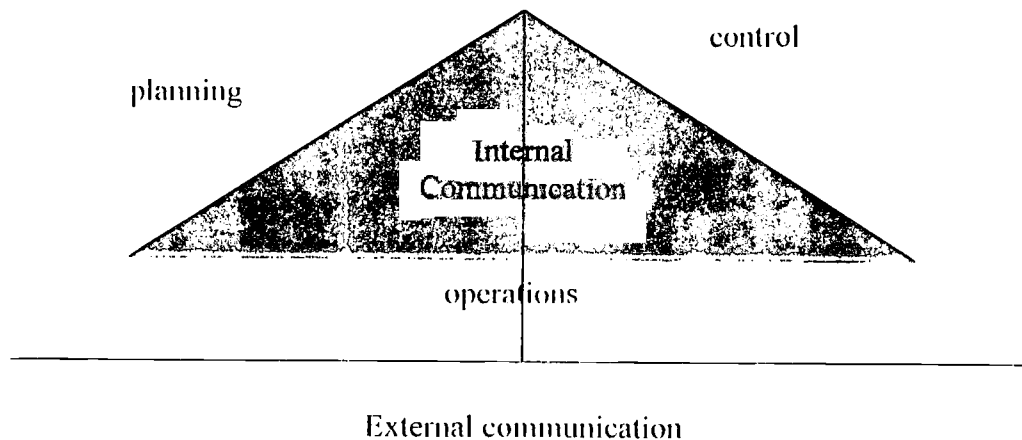 control
planning
Internal
Communication
operations
External communication